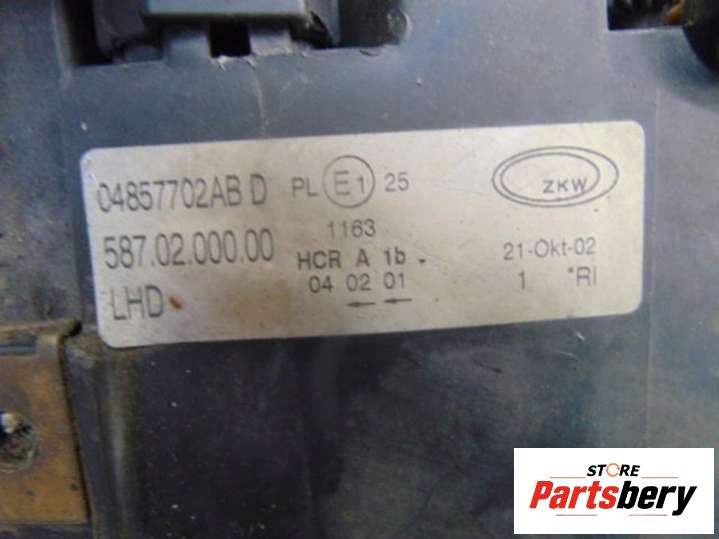 04857702AB D PL E1 25 ZKW
587.02.000.00 1163
HCR A 1b - 21-Okt-02
LHD 04 02 01 1 *RI
STORE
Partsbery